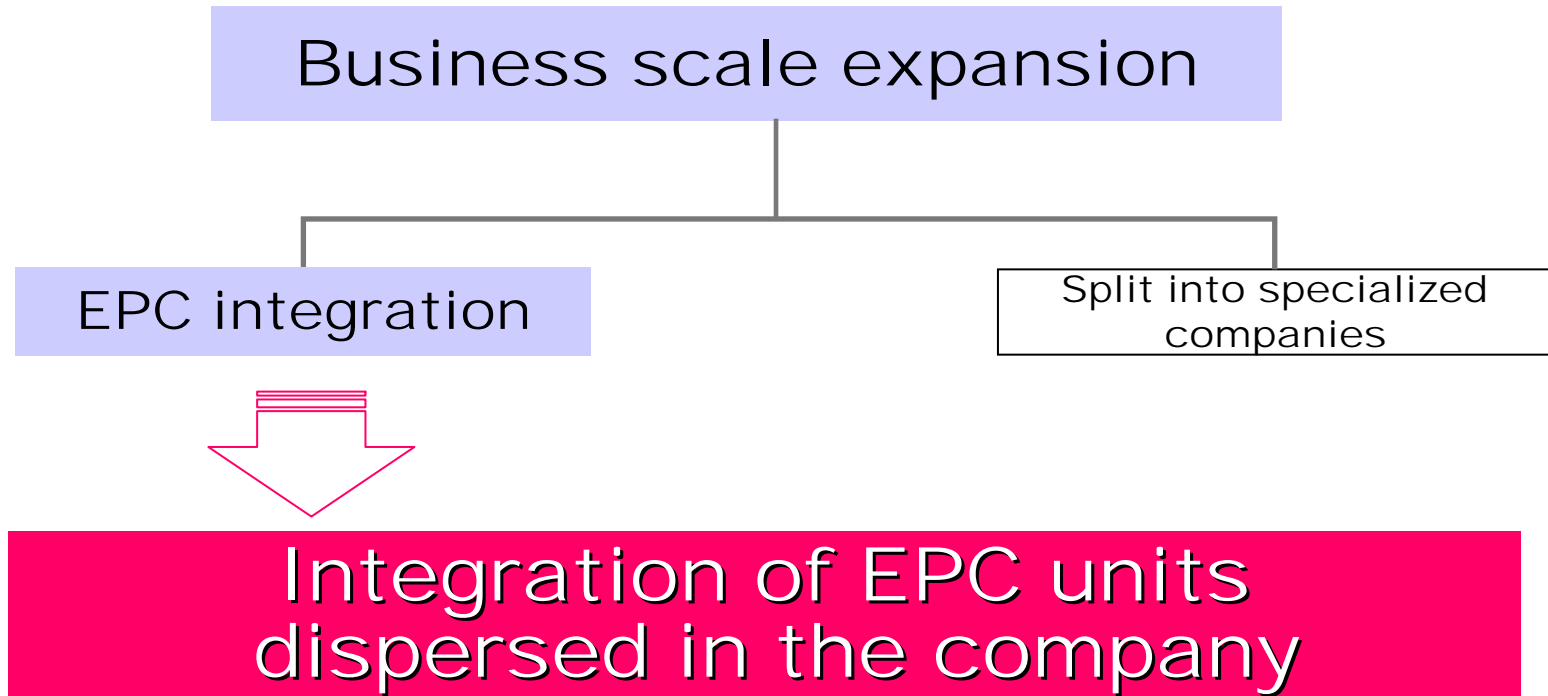 Business scale expansion
EPC integration
Split into specialized
companies
Integration of EPC units
dispersed in the company